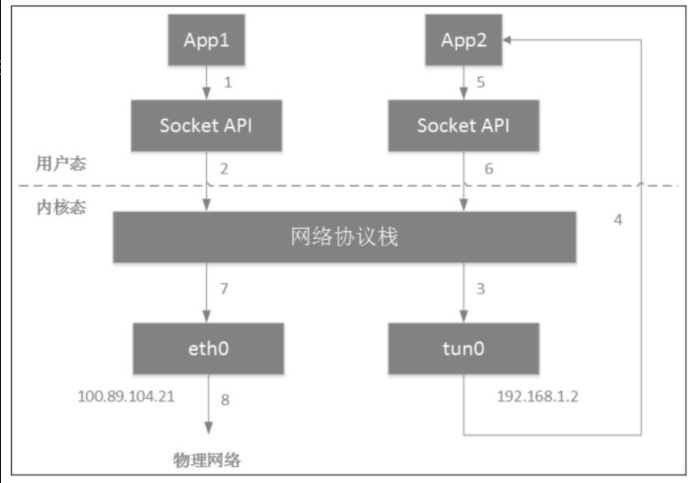 App1
App2
1
5
Socket API
Socket API
用户态
2
6
内核态
4
网络协议栈
7
3
eth0
tun0
100.89.104.21
8
192.168.1.2
物理网络